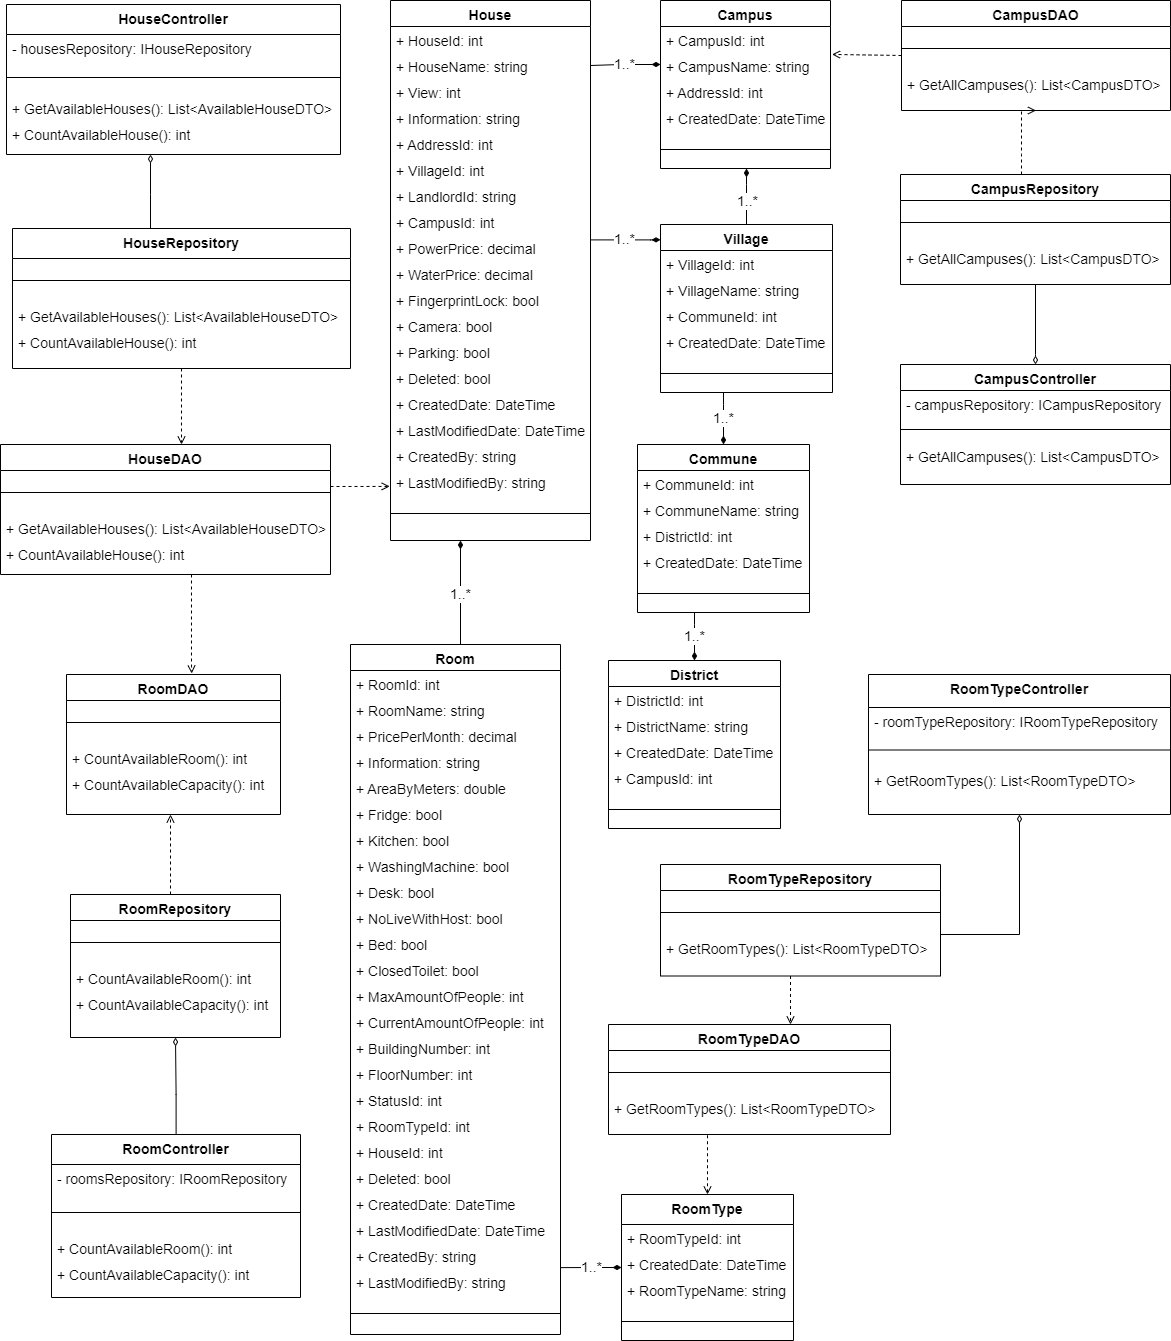 HouseController
- housesRepository: IHouseRepository
+ GetAvailableHouses(): List<AvailableHouseDTO>
+ CountAvailableHouse(): int
HouseRepository
+ GetAvailableHouses(): List<AvailableHouseDTO>
+ CountAvailableHouse(): int
HouseDAO
+ GetAvailableHouses(): List<AvailableHouseDTO>
+ CountAvailableHouse(): int
RoomDAO
+ CountAvailableRoom(): int
+ CountAvailableCapacity(): int
RoomRepository
+ CountAvailableRoom(): int
+ CountAvailableCapacity(): int
RoomController
- roomsRepository: IRoomRepository
+ CountAvailableRoom(): int
+ CountAvailableCapacity(): int
House
+ HouseId: int
+ HouseName: string
+ View: int
+ Information: string
+ AddressId: int
+ VillageId: int
+ LandlordId: string
+ CampusId: int
+ PowerPrice: decimal
+ WaterPrice: decimal
+ FingerprintLock: bool
+ Camera: bool
+ Parking: bool
+ Deleted: bool
+ CreatedDate: DateTime
+ LastModifiedDate: DateTime
+ CreatedBy: string
+ LastModifiedBy: string
1..*
Room
+ RoomId: int
+ RoomName: string
+ PricePerMonth: decimal
+ Information: string
+ AreaByMeters: double
+ Fridge: bool
+ Kitchen: bool
+ WashingMachine: bool
+ Desk: bool
+ NoLiveWithHost: bool
+ Bed: bool
+ ClosedToilet: bool
+ MaxAmountOfPeople: int
+ CurrentAmountOfPeople: int
+ BuildingNumber: int
+ FloorNumber: int
+ StatusId: int
+ RoomTypeId: int
+ HouseId: int
+ Deleted: bool
+ CreatedDate: DateTime
+ LastModifiedDate: DateTime
+ CreatedBy: string
+ LastModifiedBy: string
1..*
1..*
1..*
Campus
+ CampusId: int
+ CampusName: string
+ AddressId: int
+ CreatedDate: DateTime
1..*
Village
+ VillageId: int
+ VillageName: string
+ CommuneId: int
+ CreatedDate: DateTime
1..*
Commune
+ CommuneId: int
+ CommuneName: string
+ DistrictId: int
+ CreatedDate: DateTime
1..*
District
+ DistrictId: int
+ DistrictName: string
+ CreatedDate: DateTime
+ CampusId: int
CampusDAO
+ GetAllCampuses(): List<CampusDTO>
CampusRepository
+ GetAllCampuses(): List<CampusDTO>
CampusController
- campusRepository: ICampusRepository
+ GetAllCampuses(): List<CampusDTO>
RoomTypeController
- roomTypeRepository: IRoomTypeRepository
+ GetRoomTypes(): List<RoomTypeDTO>
RoomTypeRepository
+ GetRoomTypes(): List<RoomTypeDTO>
RoomTypeDAO
+ GetRoomTypes(): List<RoomTypeDTO>
RoomType
+ RoomTypeId: int
+ CreatedDate: DateTime
+ RoomTypeName: string